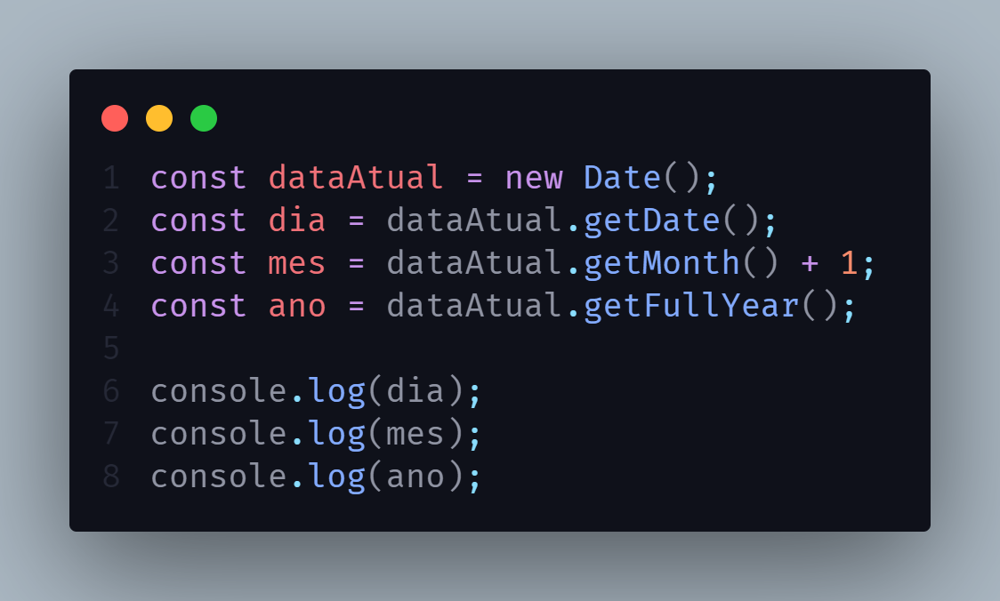 1 const dataAtual = new Date();
2 const dia = dataAtual.getDate();
3 const mes = dataAtual.getMonth() + 1;
4 const ano = dataAtual.getFullYear();
5
6 console.log(dia);
7 console.log(mes);
8 console.log(ano);